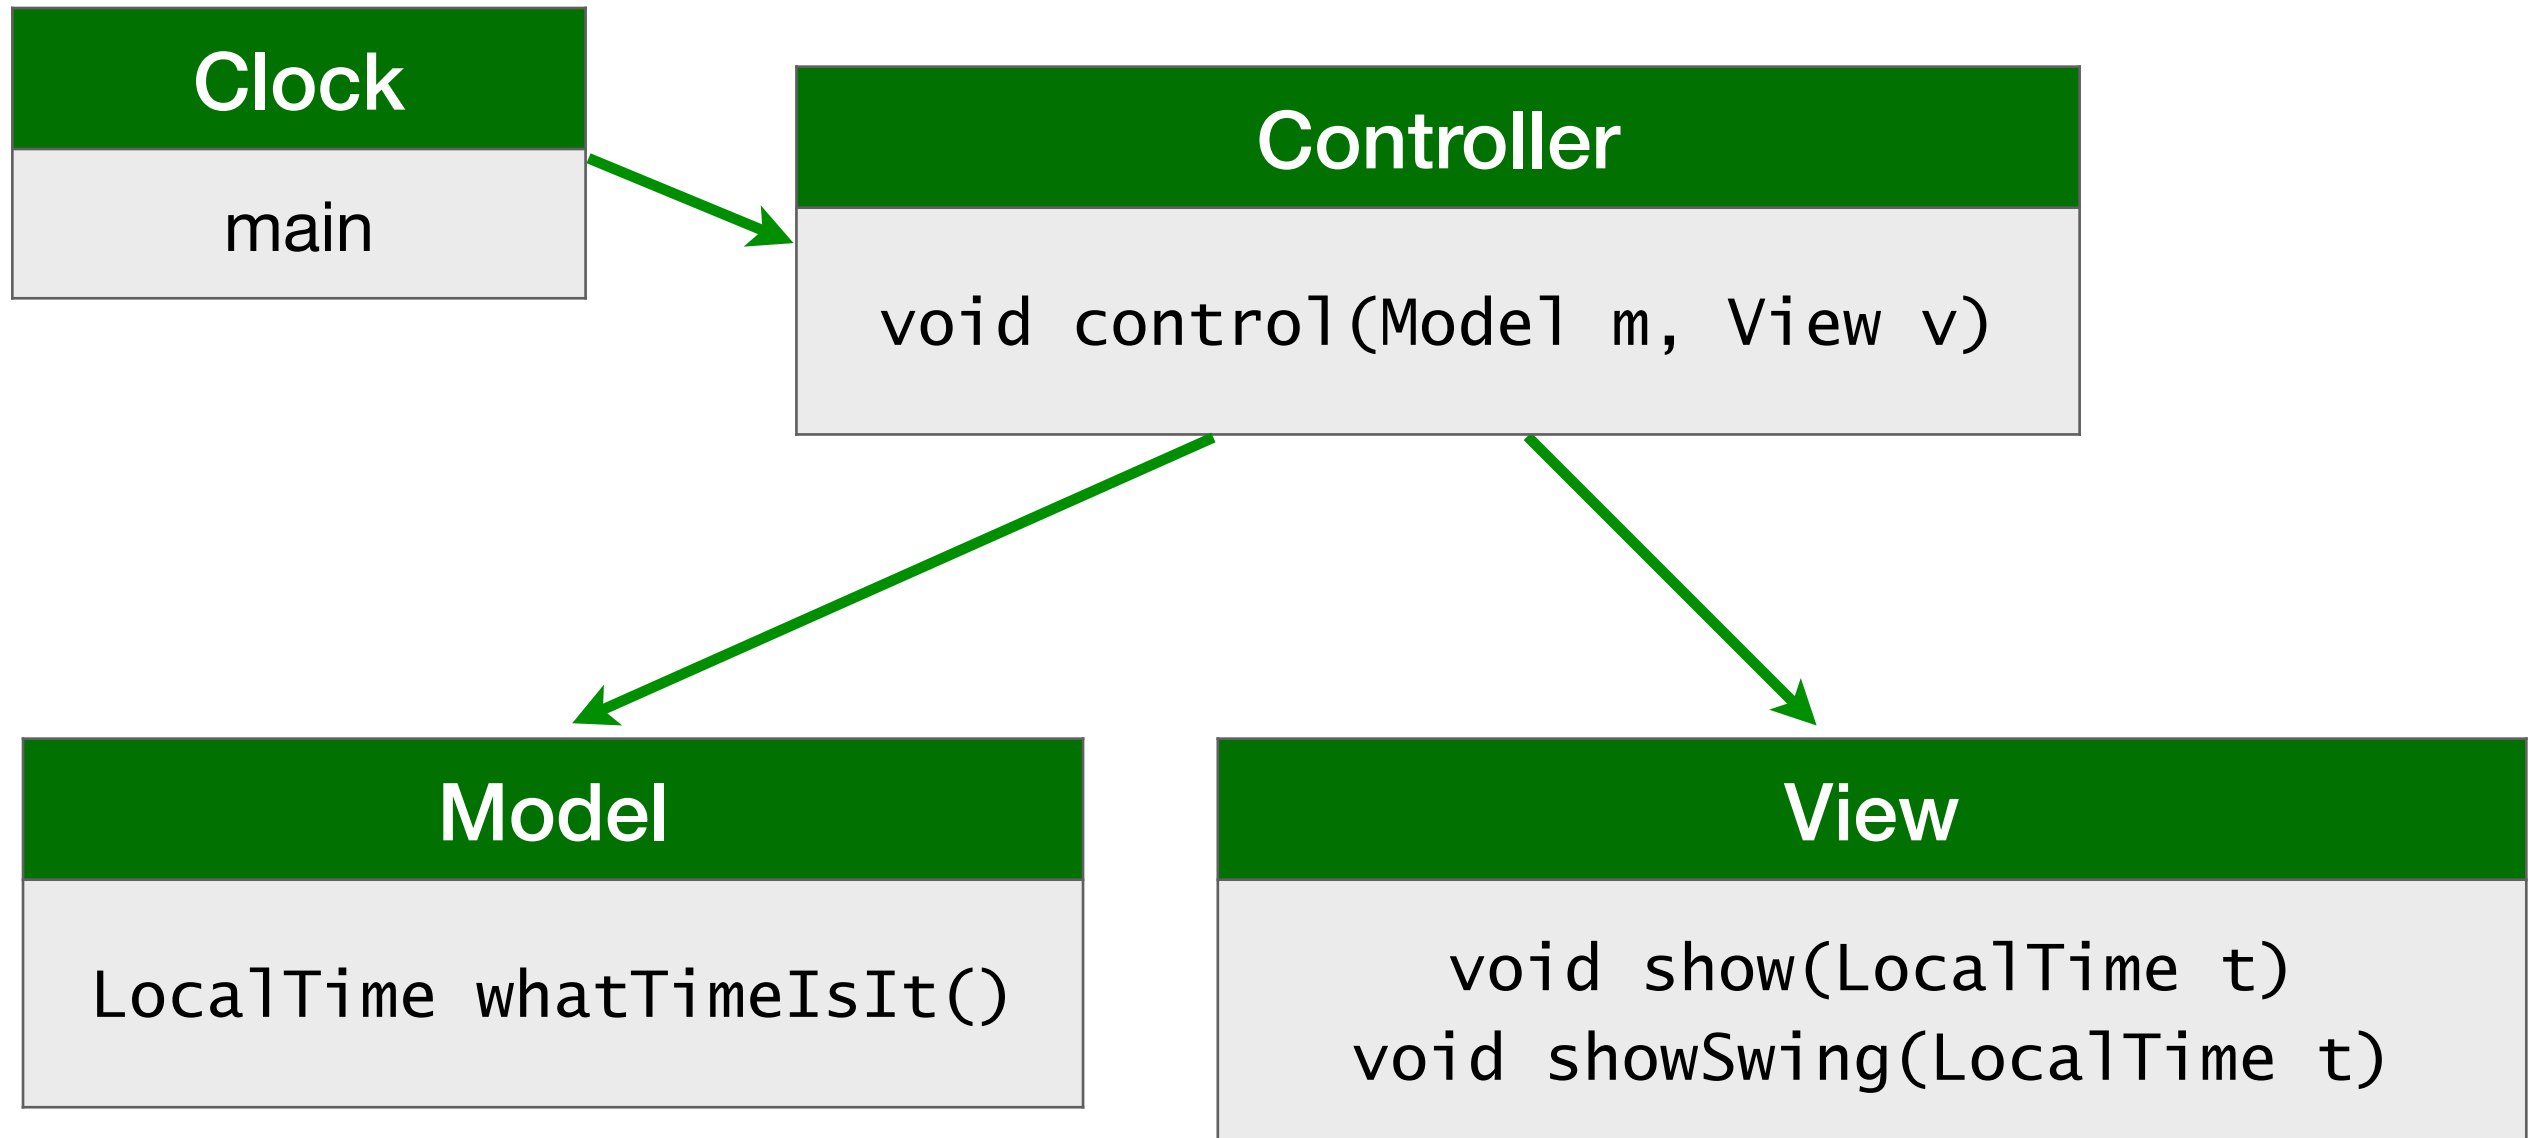 Clock
main
Controller
void control(Model m, View v)
Model
LocalTime whatTimeIsIt()
View
void show(LocalTime t)
void showSwing(LocalTime t)